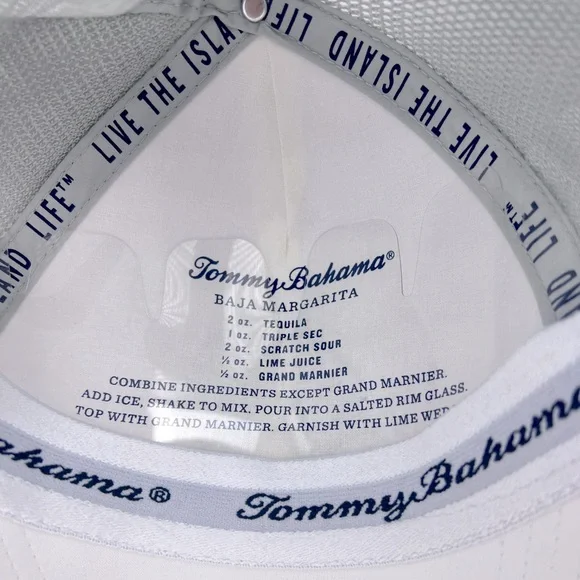 LIVE THE ISLAND LIFE™
LIVE THE ISLAND LIFE™
Tommy Bahama®
BAJA MARGARITA
2 oz. TEQUILA
1 oz. TRIPLE SEC
2 oz. SCRATCH SOUR
½ oz. LIME JUICE
½ oz. GRAND MARNIER
COMBINE INGREDIENTS EXCEPT GRAND MARNIER.
ADD ICE, SHAKE TO MIX. POUR INTO A SALTED RIM GLASS.
TOP WITH GRAND MARNIER. GARNISH WITH LIME
Bahama®
Tommy Bahama